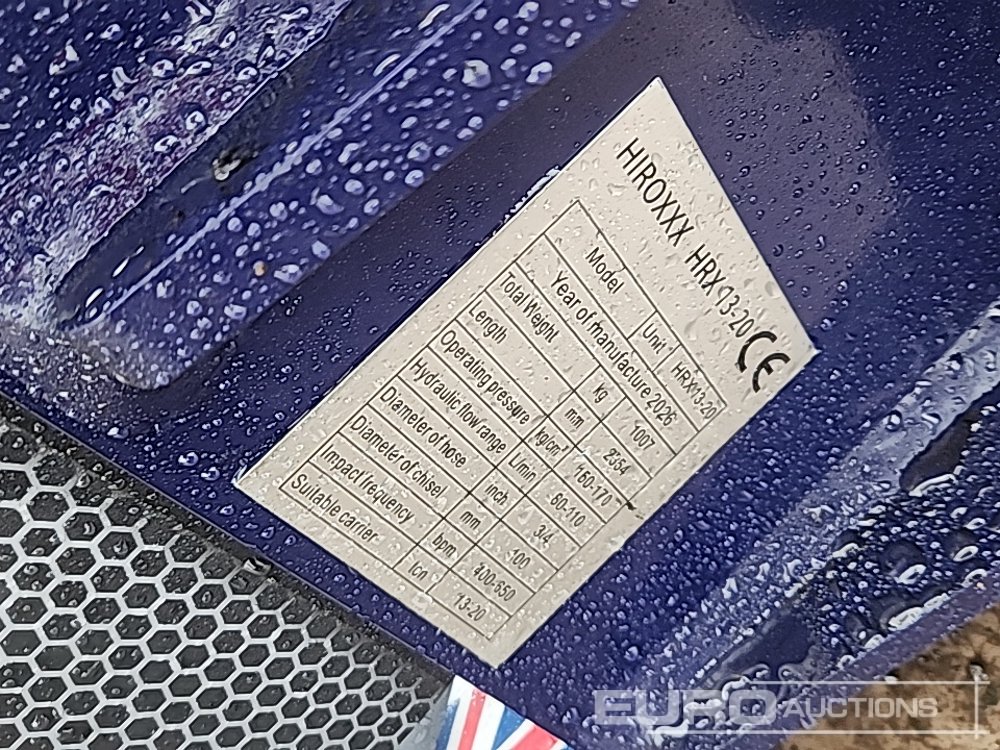 HIROXXX HRX 13-20 CE
Model Unit HRX13-20
Year of manufacture 2026
Total Weight kg 1007
Length mm 2554
Operating pressure kg/cm² 160-170
Hydraulic flow range L/min 80-110
Diameter of hose inch 3/4
Diameter of chisel mm 100
Impact frequency bpm 400-650
Suilable carrier Icn 13-20
EURO AUCTIONS